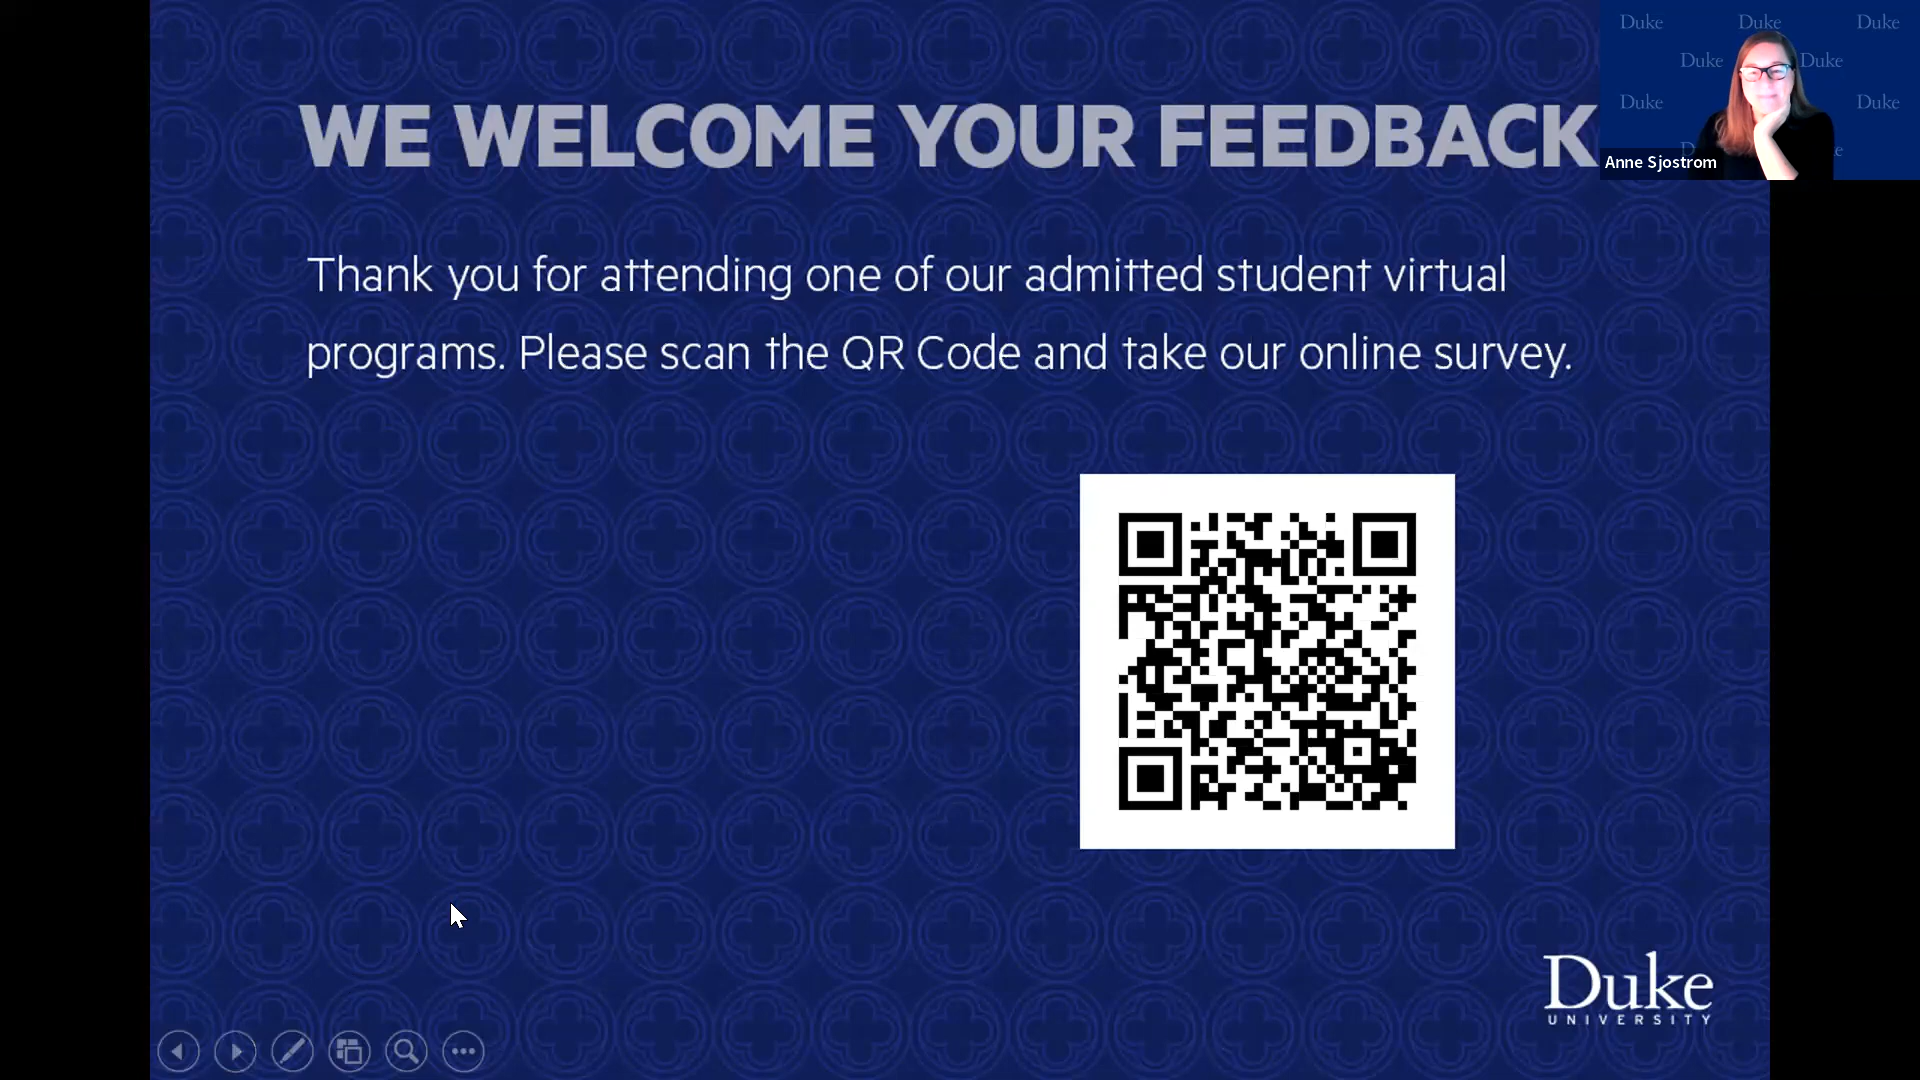 WE WELCOME YOUR FEEDBACK
Thank you for attending one of our admitted student virtual
programs. Please scan the QR Code and take our online survey.
Duke
UNIVERSITY
Duke Duke Duke
Duke Duke
Duke Duke
Anne Sjostrom